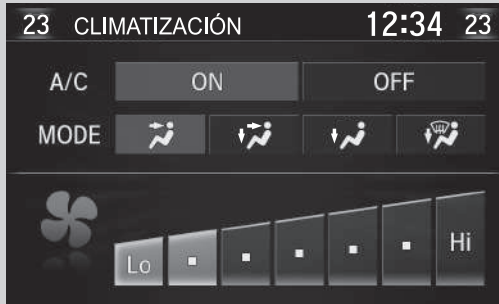 23 CLIMATIZACIÓN 12:34 23
A/C ON OFF
MODE
Lo Hi